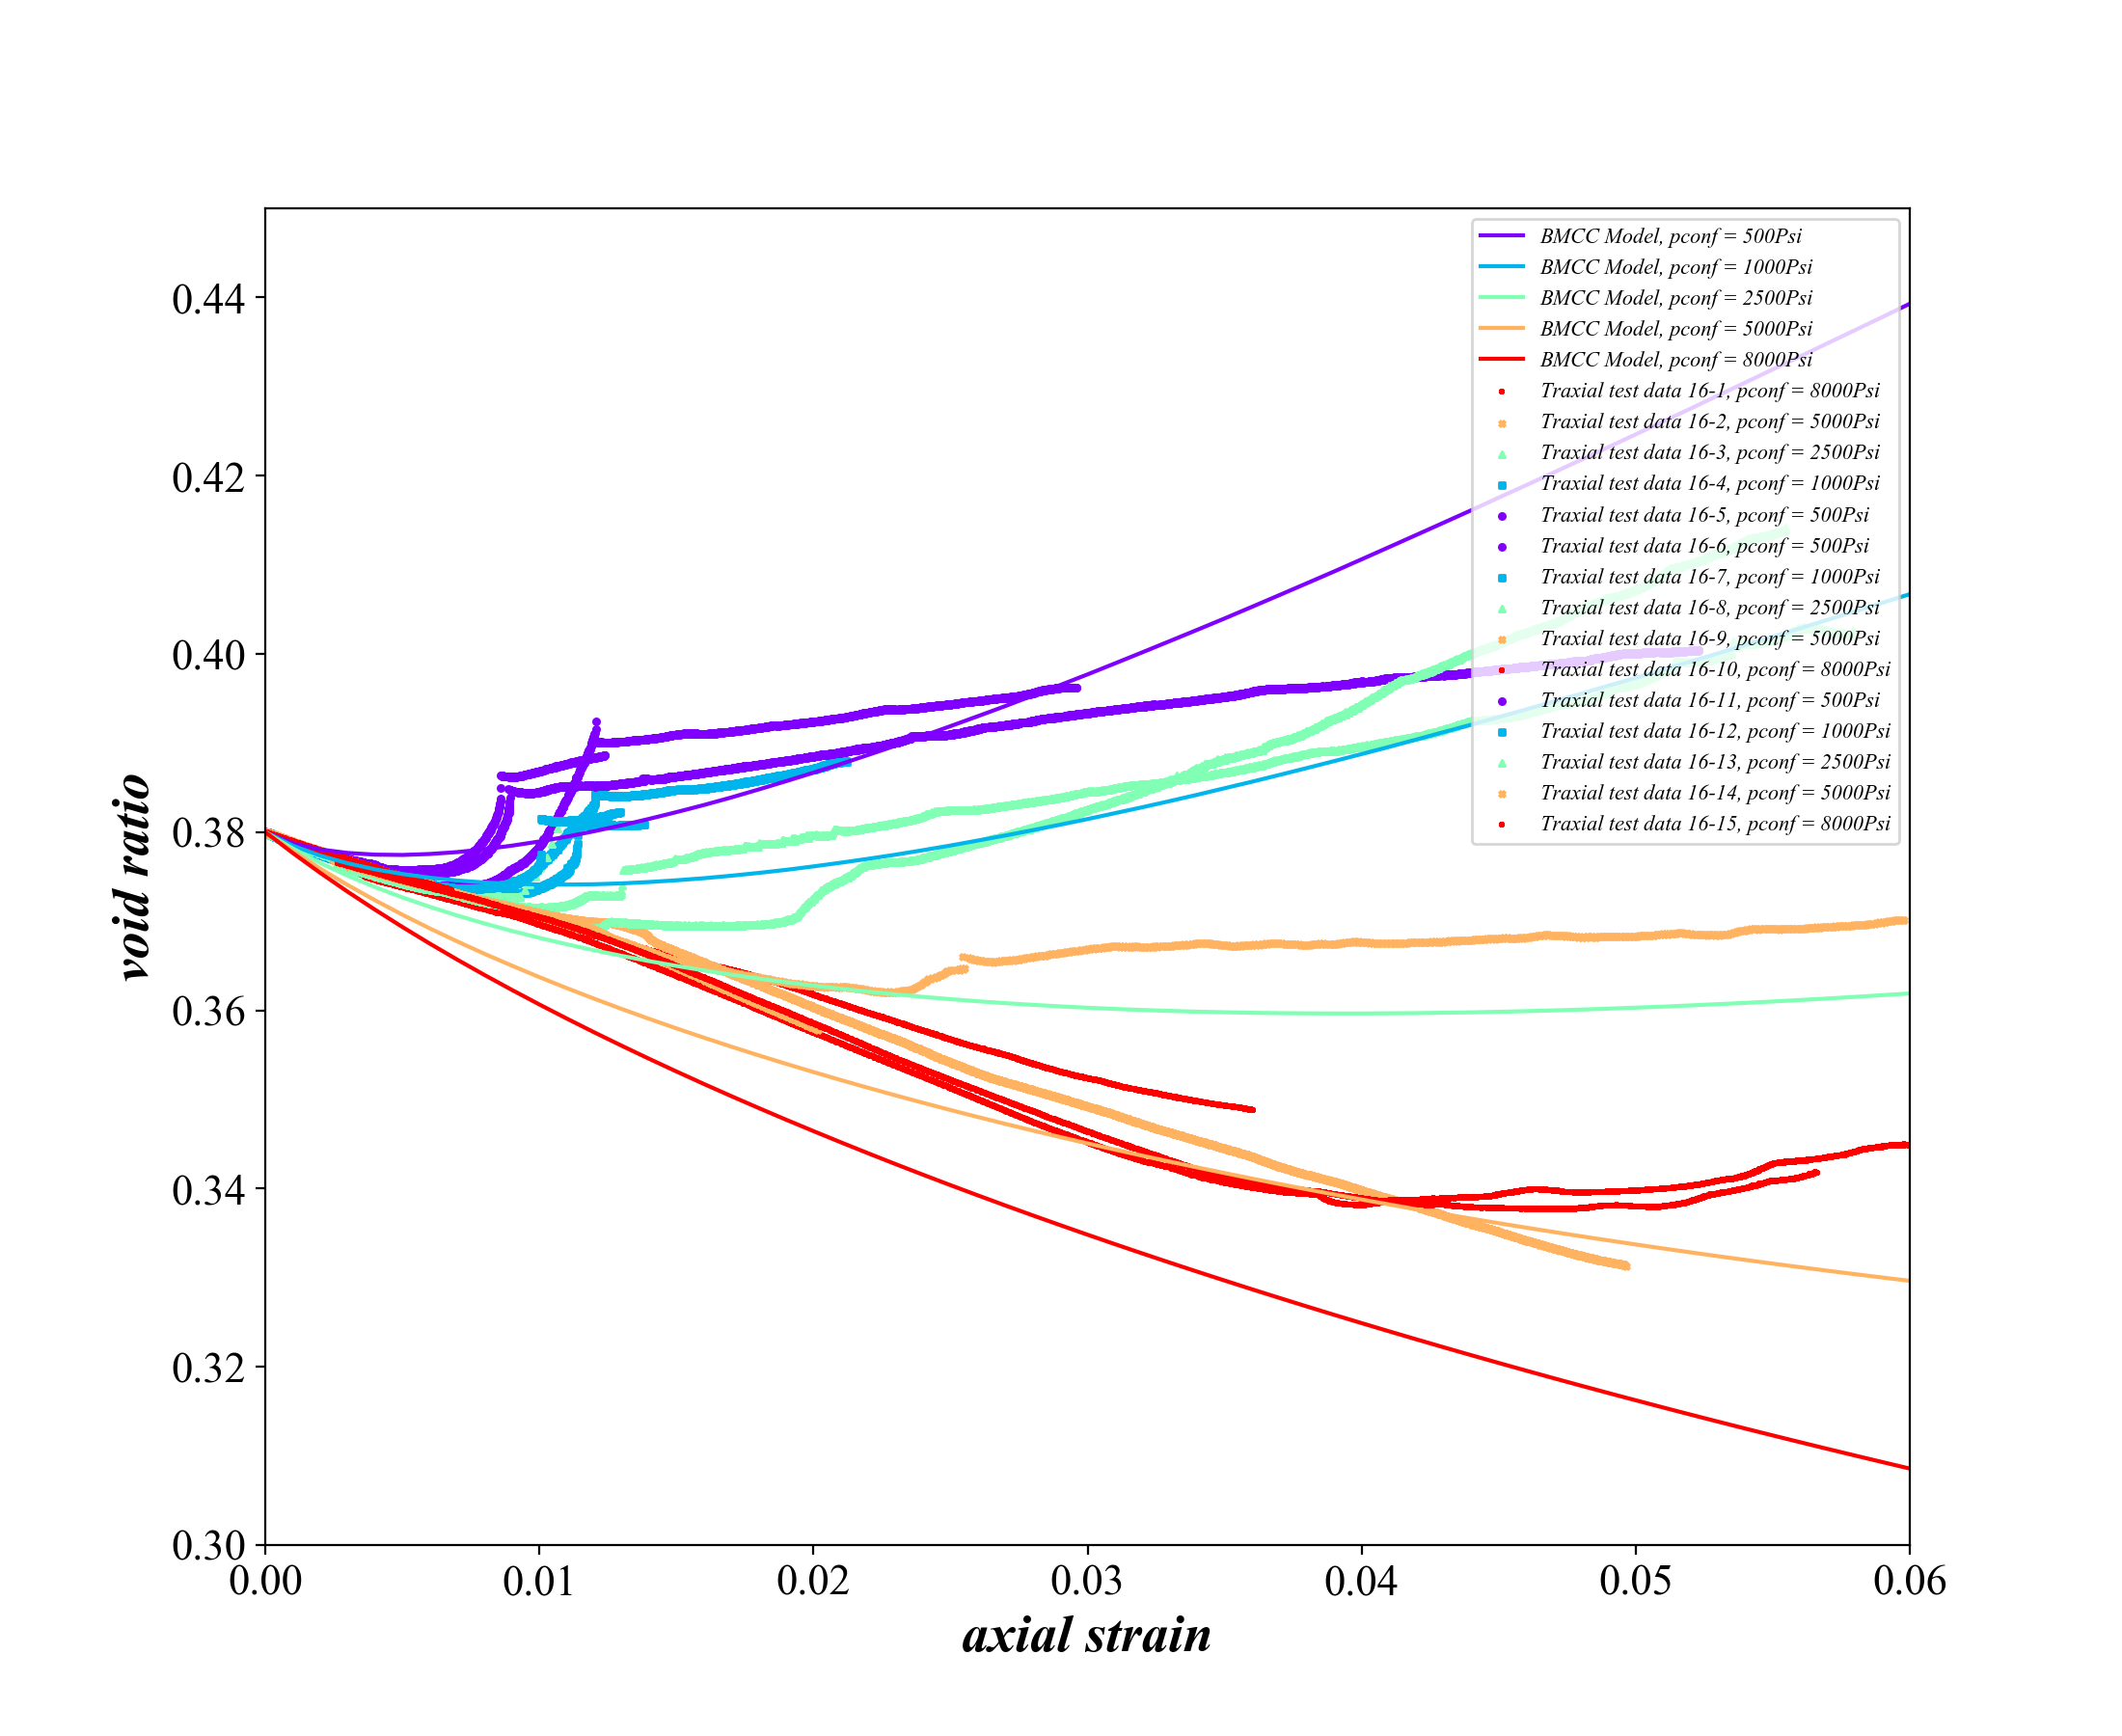 BMCC Model, pconf = 500Psi
BMCC Model, pconf = 1000Psi
BMCC Model, pconf = 2500Psi
BMCC Model, pconf = 5000Psi
BMCC Model, pconf = 8000Psi
Traxial test data 16-1, pconf = 8000Psi
Traxial test data 16-2, pconf = 5000Psi
Traxial test data 16-3, pconf = 2500Psi
Traxial test data 16-4, pconf = 1000Psi
Traxial test data 16-5, pconf = 500Psi
Traxial test data 16-6, pconf = 500Psi
Traxial test data 16-7, pconf = 1000Psi
Traxial test data 16-8, pconf = 2500Psi
Traxial test data 16-9, pconf = 5000Psi
Traxial test data 16-10, pconf = 8000Psi
Traxial test data 16-11, pconf = 500Psi
Traxial test data 16-12, pconf = 1000Psi
Traxial test data 16-13, pconf = 2500Psi
Traxial test data 16-14, pconf = 5000Psi
Traxial test data 16-15, pconf = 8000Psi
0.44
0.42
0.40
0.38
0.36
0.34
0.32
0.30
void ratio
0.00 0.01 0.02 0.03 0.04 0.05 0.06
axial strain